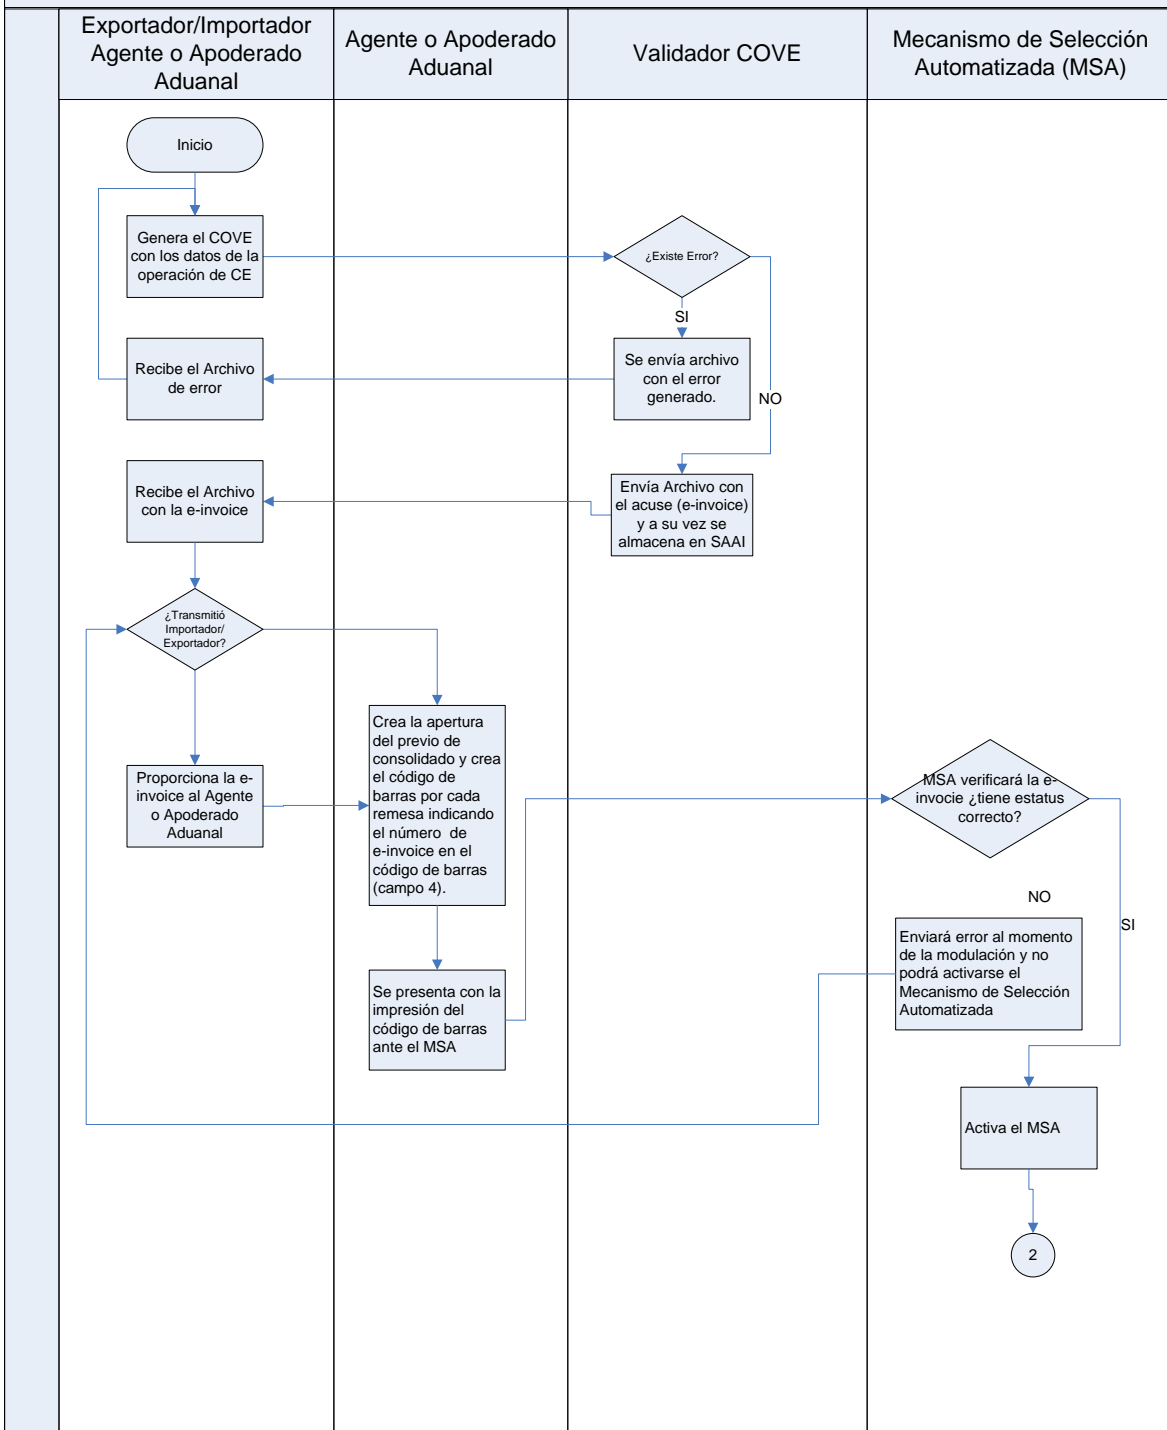 Exportador/Importador
Agente o Apoderado
Aduanal
Agente o Apoderado
Aduanal
Validador COVE
Mecanismo de Selección
Automatizada (MSA)
Inicio
Genera el COVE
con los datos de la
operación de CE
¿Existe Error?
SI
Recibe el Archivo
de error
Se envía archivo
con el error
generado.
NO
Recibe el Archivo
con la e-invoice
Envía Archivo con
el acuse (e-invoice)
y a su vez se
almacena en SAAI
¿Transmitió
Importador/
Exportador?
Proporciona la e-
invoice al Agente
o Apoderado
Aduanal
Crea la apertura
del previo de
consolidado y crea
el código de
barras por cada
remesa indicando
el número de
e-invoice en el
código de barras
(campo 4).
MSA verificará la e-
invocie ¿tiene estatus
correcto?
NO
SI
Enviará error al momento
de la modulación y no
podrá activarse el
Mecanismo de Selección
Automatizada
Se presenta con la
impresión del
código de barras
ante el MSA
Activa el MSA
2